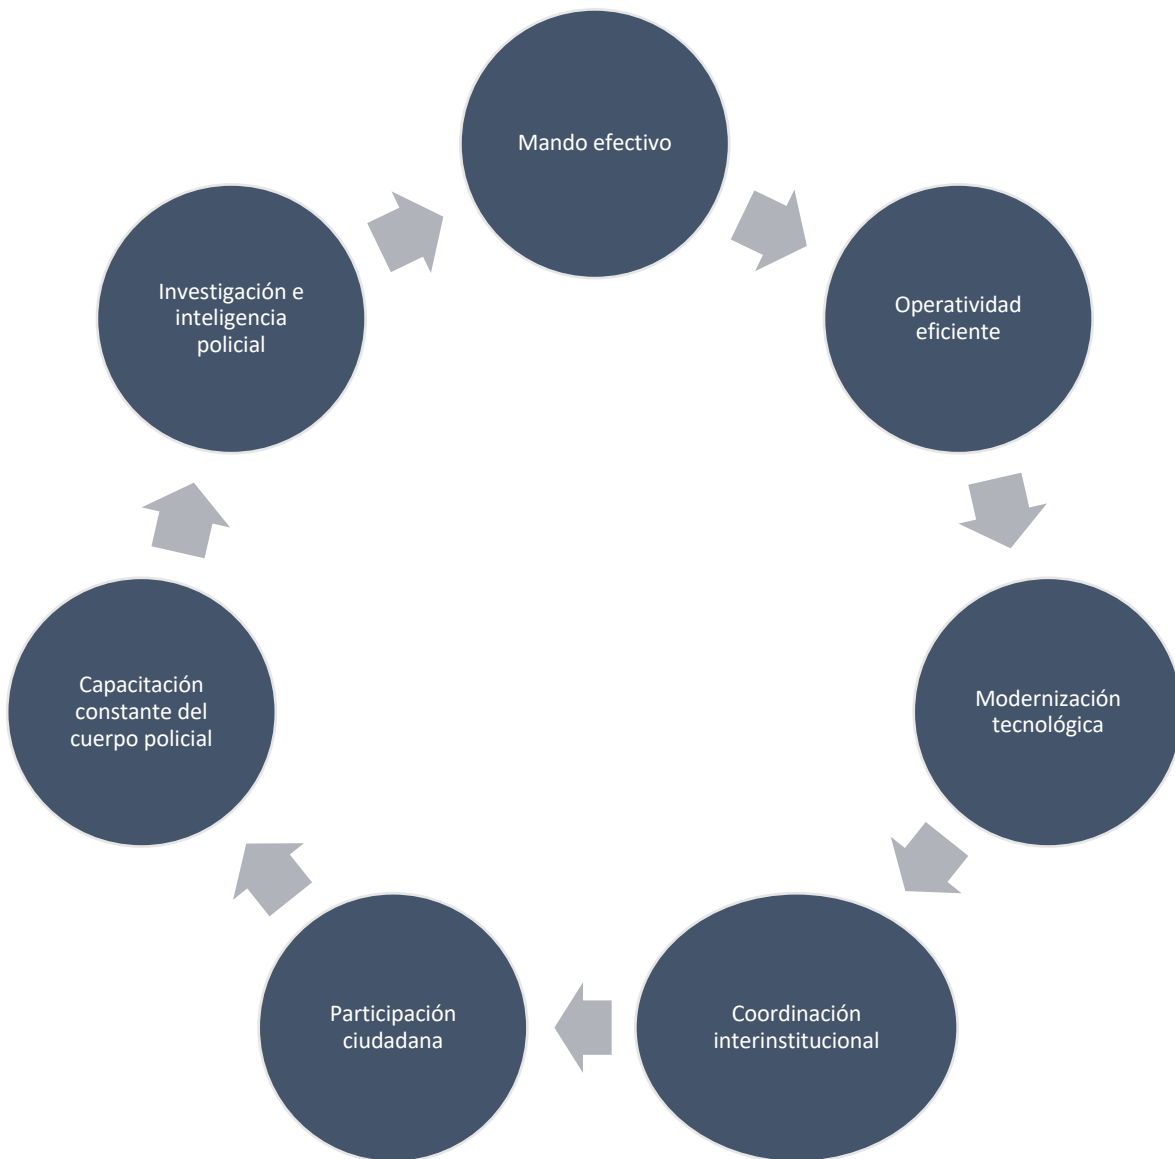 Mando efectivo
Operatividad
eficiente
Modernización
tecnológica
Coordinación
interinstitucional
Participación
ciudadana
Capacitación
constante del
cuerpo policial
Investigación e
inteligencia
policial